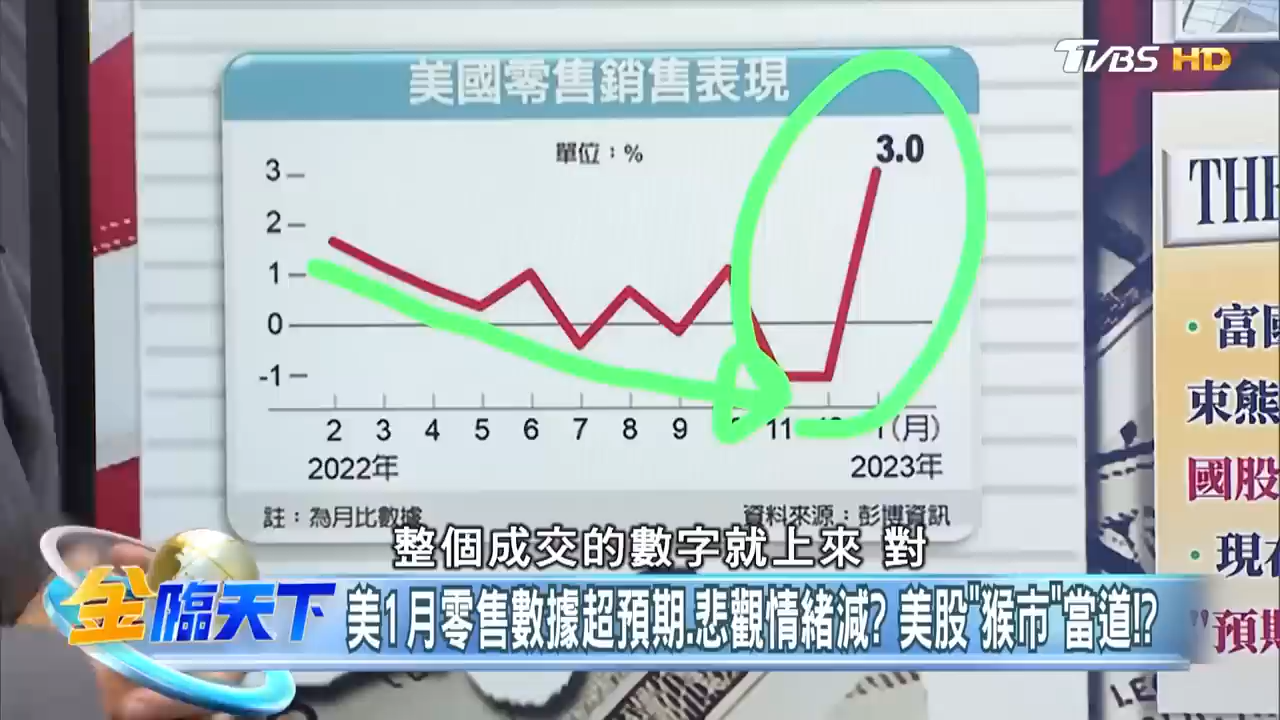 TVBS HD
美國零售銷售表現
單位：%
3.0
3
2
1
0
-1
2 3 4 5 6 7 8 9 11 1(月)
2022年 2023年
註：為月比數據 資料來源：彭博資訊
THE
· 富國
束熊
國股
· 現在
"預期
整個成交的數字就上來 對
金臨天下
美1月零售數據超預期.悲觀情緒減? 美股"猴市"當道!?